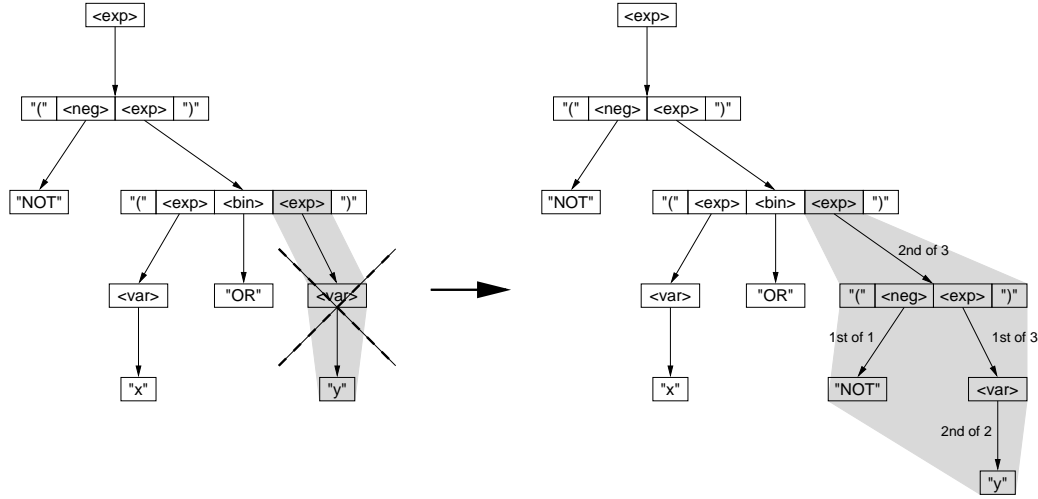 <exp>
<exp>
"(" <neg> <exp> ")"
"(" <neg> <exp> ")"
"NOT"
"(" <exp> <bin> <exp> ")"
"NOT"
"(" <exp> <bin> <exp> ")"
2nd of 3
<var>
"OR"
<var>
<var>
"OR"
"(" <neg> <exp> ")"
1st of 1
1st of 3
"x"
"y"
"x"
"NOT"
<var>
2nd of 2
"y"